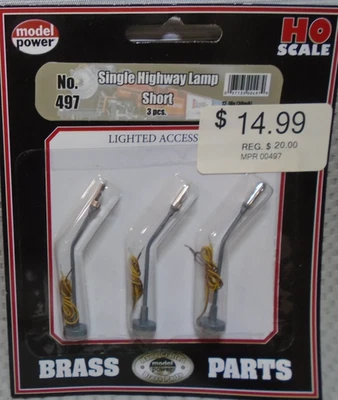 model
power
HO
SCALE
No.
497
Single Highway Lamp
Short
3 pcs.
$ 14.99
REG. $ 20.00
MPR 00497
LIGHTED ACCESS
BRASS PARTS
model